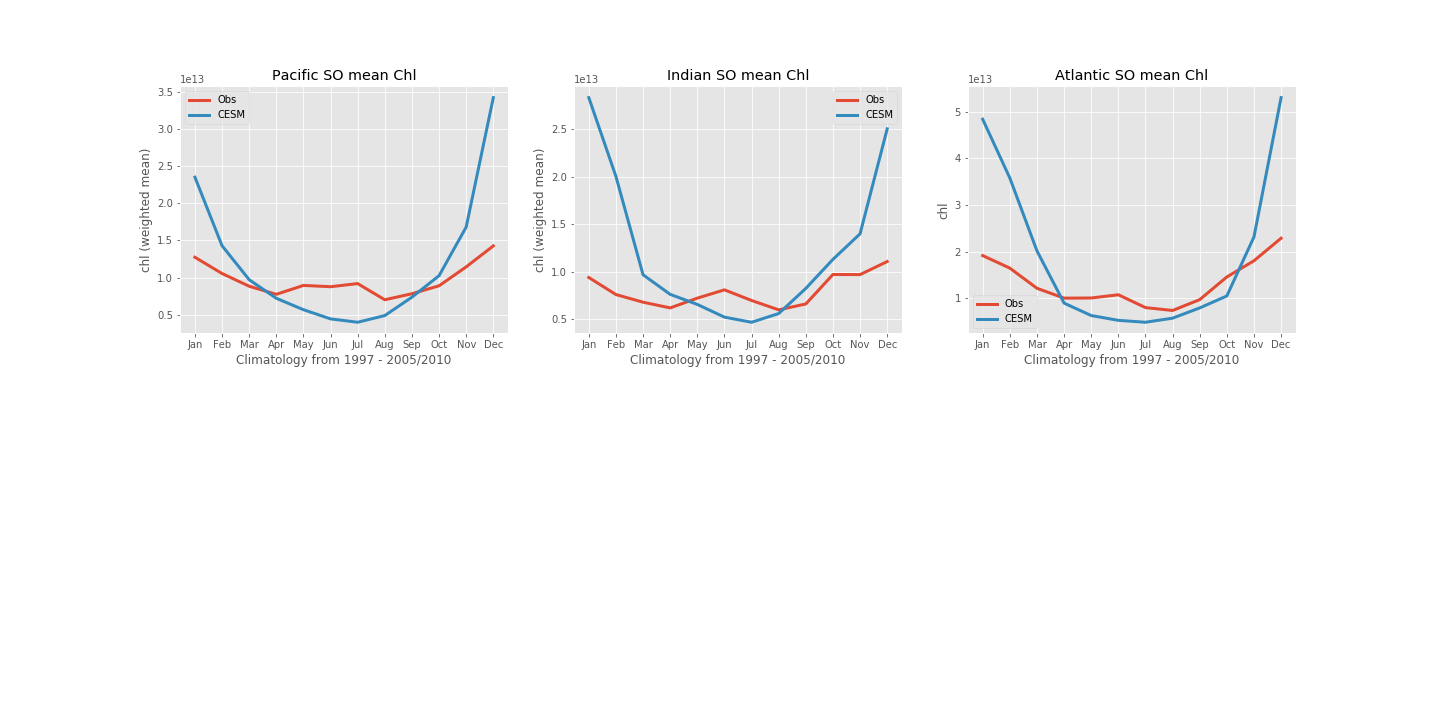 Pacific SO mean Chl
1e13
3.5
3.0
2.5
2.0
1.5
1.0
0.5
chl (weighted mean)
Obs
CESM
Jan Feb Mar Apr May Jun Jul Aug Sep Oct Nov Dec
Climatology from 1997 - 2005/2010
Indian SO mean Chl
1e13
2.5
2.0
1.5
1.0
0.5
chl (weighted mean)
Obs
CESM
Jan Feb Mar Apr May Jun Jul Aug Sep Oct Nov Dec
Climatology from 1997 - 2005/2010
Atlantic SO mean Chl
1e13
5
4
3
2
1
chl
Obs
CESM
Jan Feb Mar Apr May Jun Jul Aug Sep Oct Nov Dec
Climatology from 1997 - 2005/2010